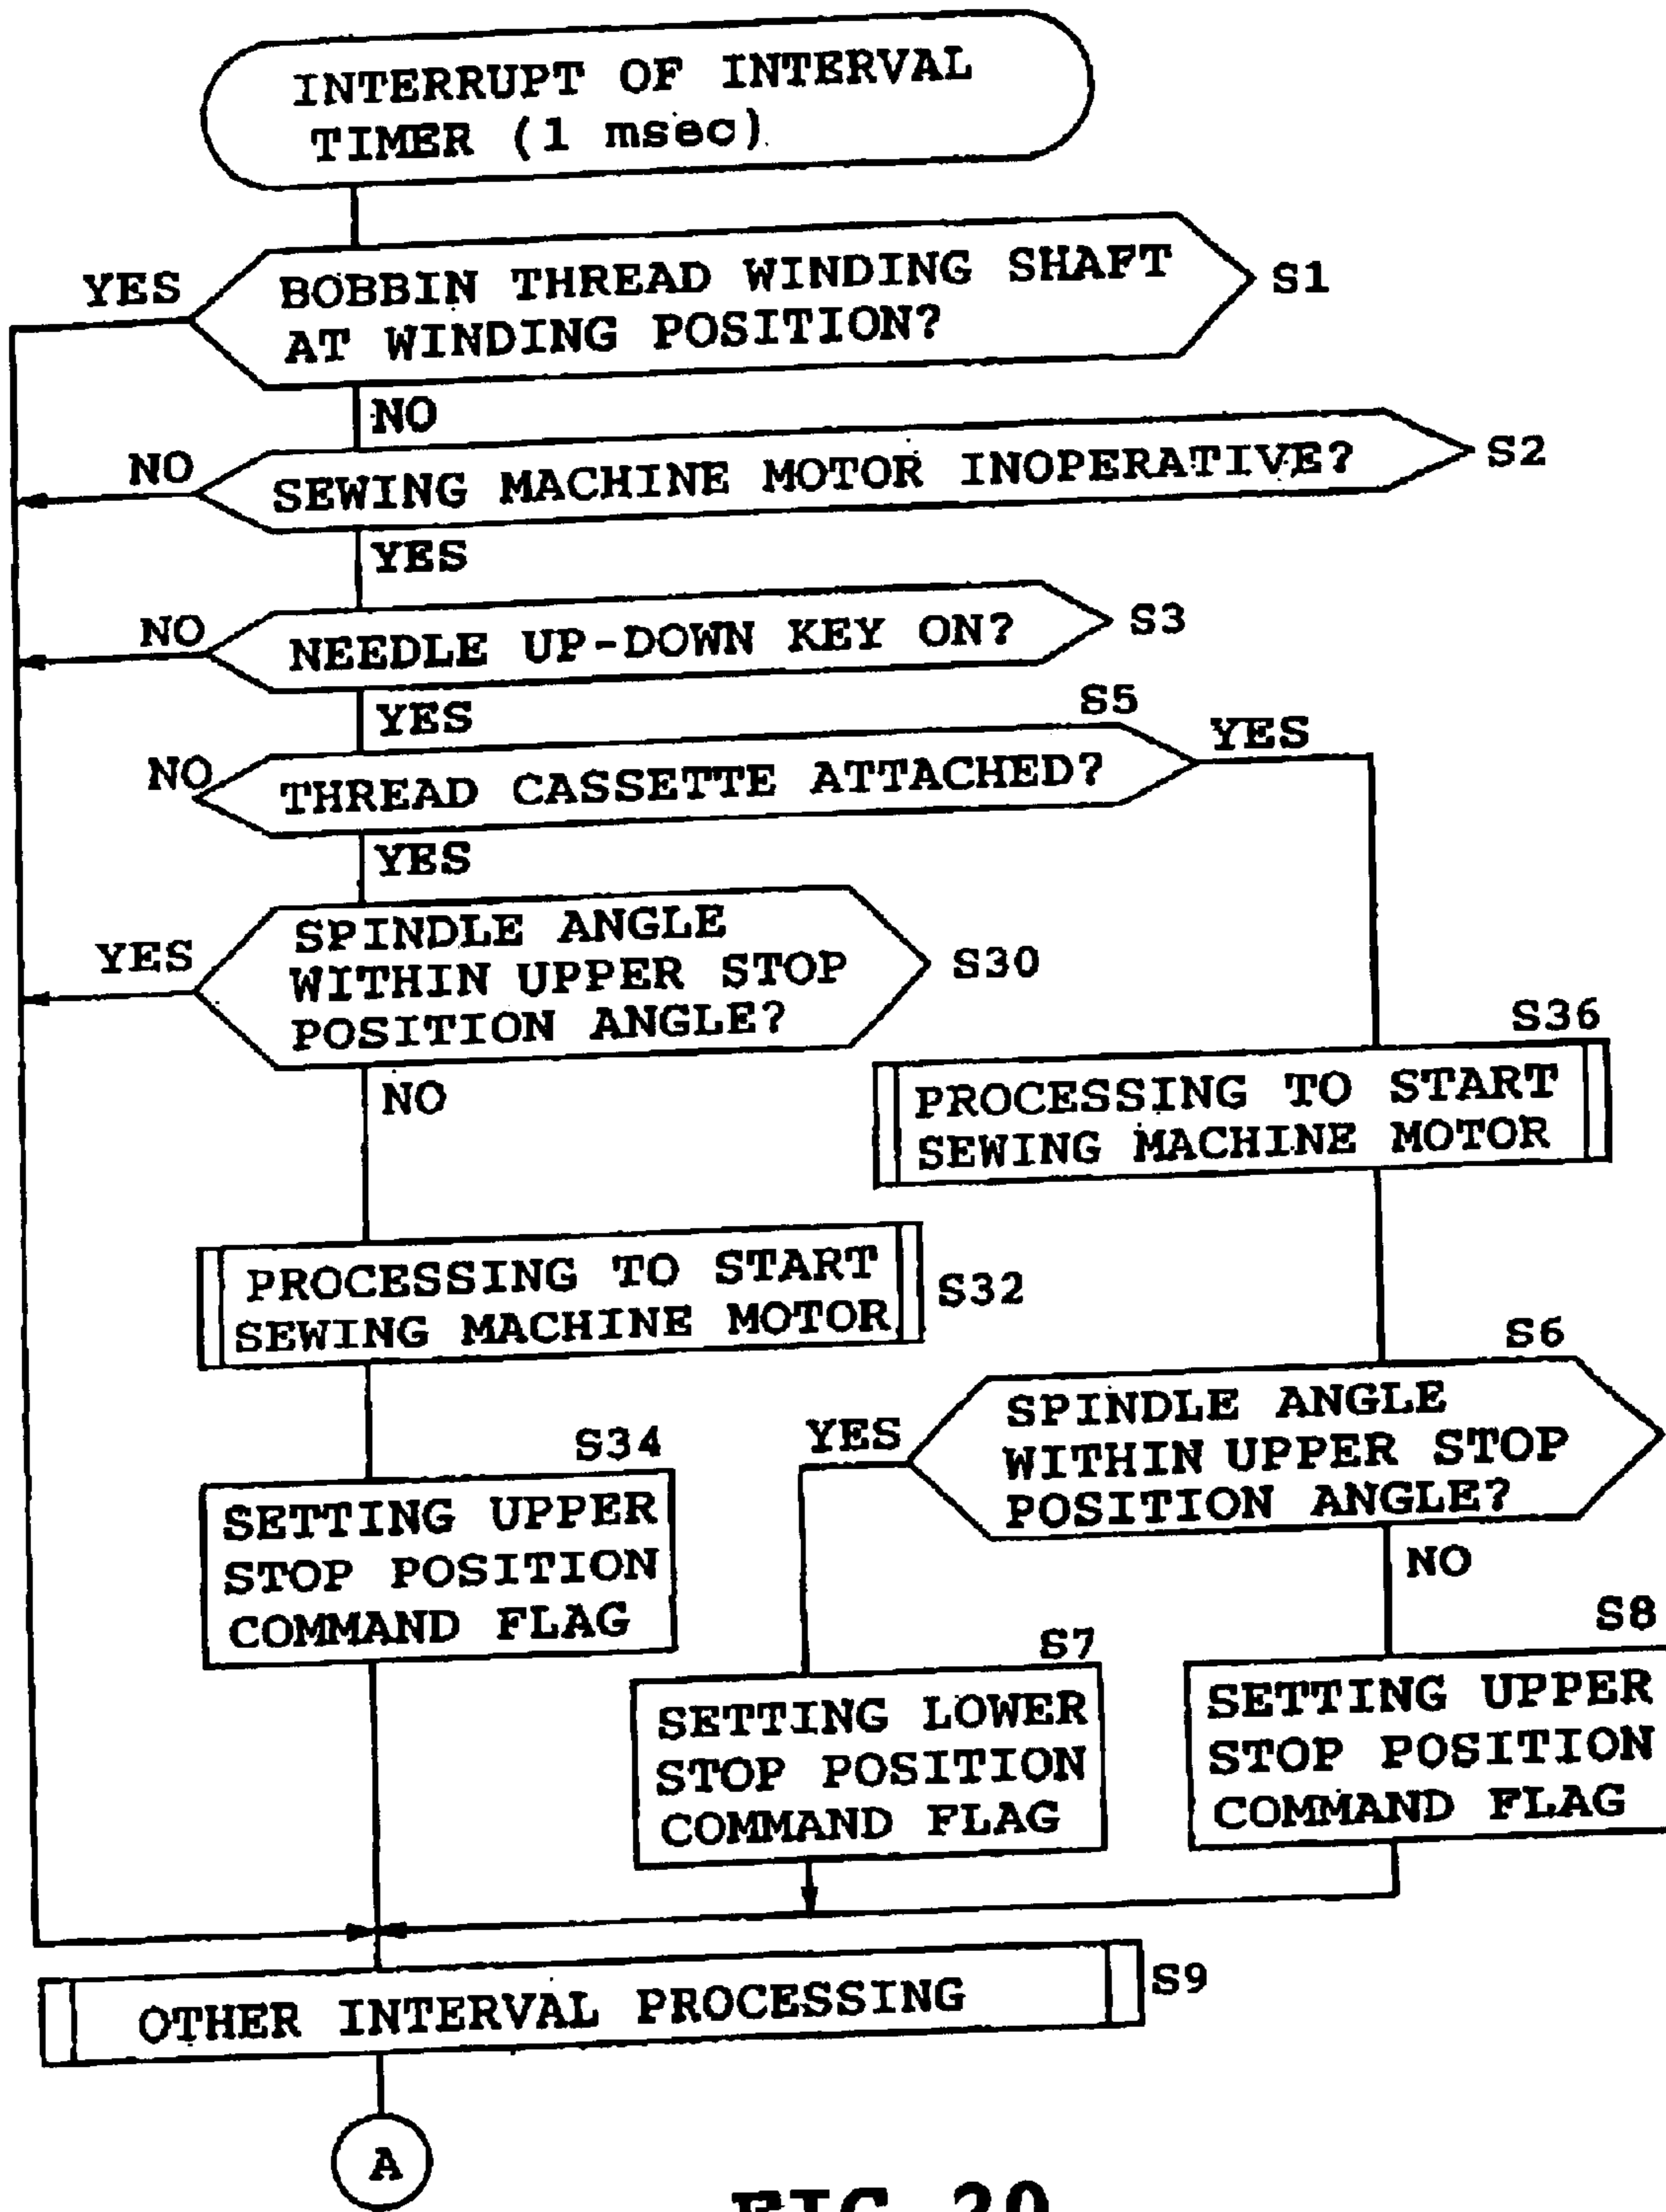 INTERRUPT OF INTERVAL
TIMER (1 msec)
YES
BOBBIN THREAD WINDING SHAFT
AT WINDING POSITION?
S1
NO
NO
SEWING MACHINE MOTOR INOPERATIVE?
S2
YES
NO
NEEDLE UP-DOWN KEY ON?
S3
YES
S5
NO
THREAD CASSETTE ATTACHED?
YES
YES
YES
SPINDLE ANGLE
WITHIN UPPER STOP
POSITION ANGLE?
S30
NO
S36
PROCESSING TO START
SEWING MACHINE MOTOR
PROCESSING TO START
SEWING MACHINE MOTOR
S32
S6
YES
SPINDLE ANGLE
WITHIN UPPER STOP
POSITION ANGLE?
NO
S34
SETTING UPPER
STOP POSITION
COMMAND FLAG
S7
SETTING LOWER
STOP POSITION
COMMAND FLAG
S8
SETTING UPPER
STOP POSITION
COMMAND FLAG
OTHER INTERVAL PROCESSING
S9
A
FIG.20